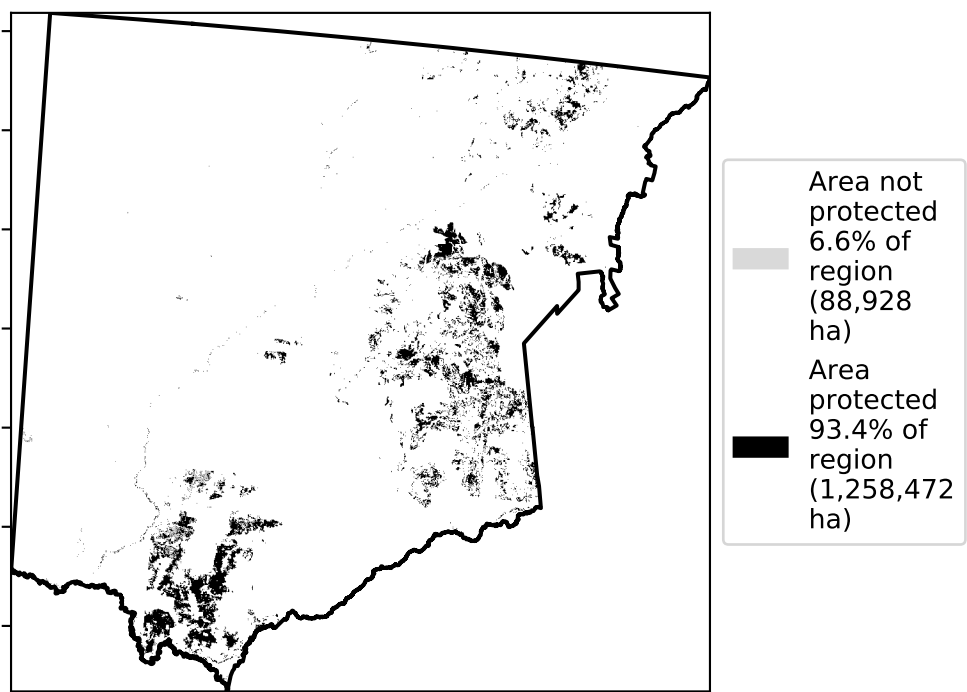 Area not
protected
6.6% of
region
(88,928
ha)
Area
protected
93.4% of
region
(1,258,472
ha)